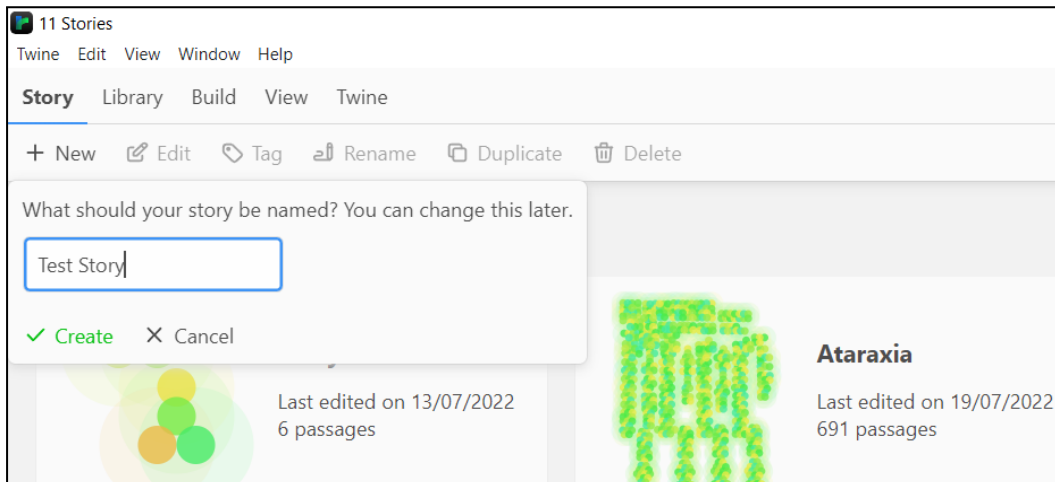 11 Stories
Twine Edit View Window Help
Story Library Build View Twine
+ New Edit Tag Rename Duplicate Delete
What should your story be named? You can change this later.
Test Story
Create Cancel
Last edited on 13/07/2022
6 passages
Ataraxia
Last edited on 19/07/2022
691 passages